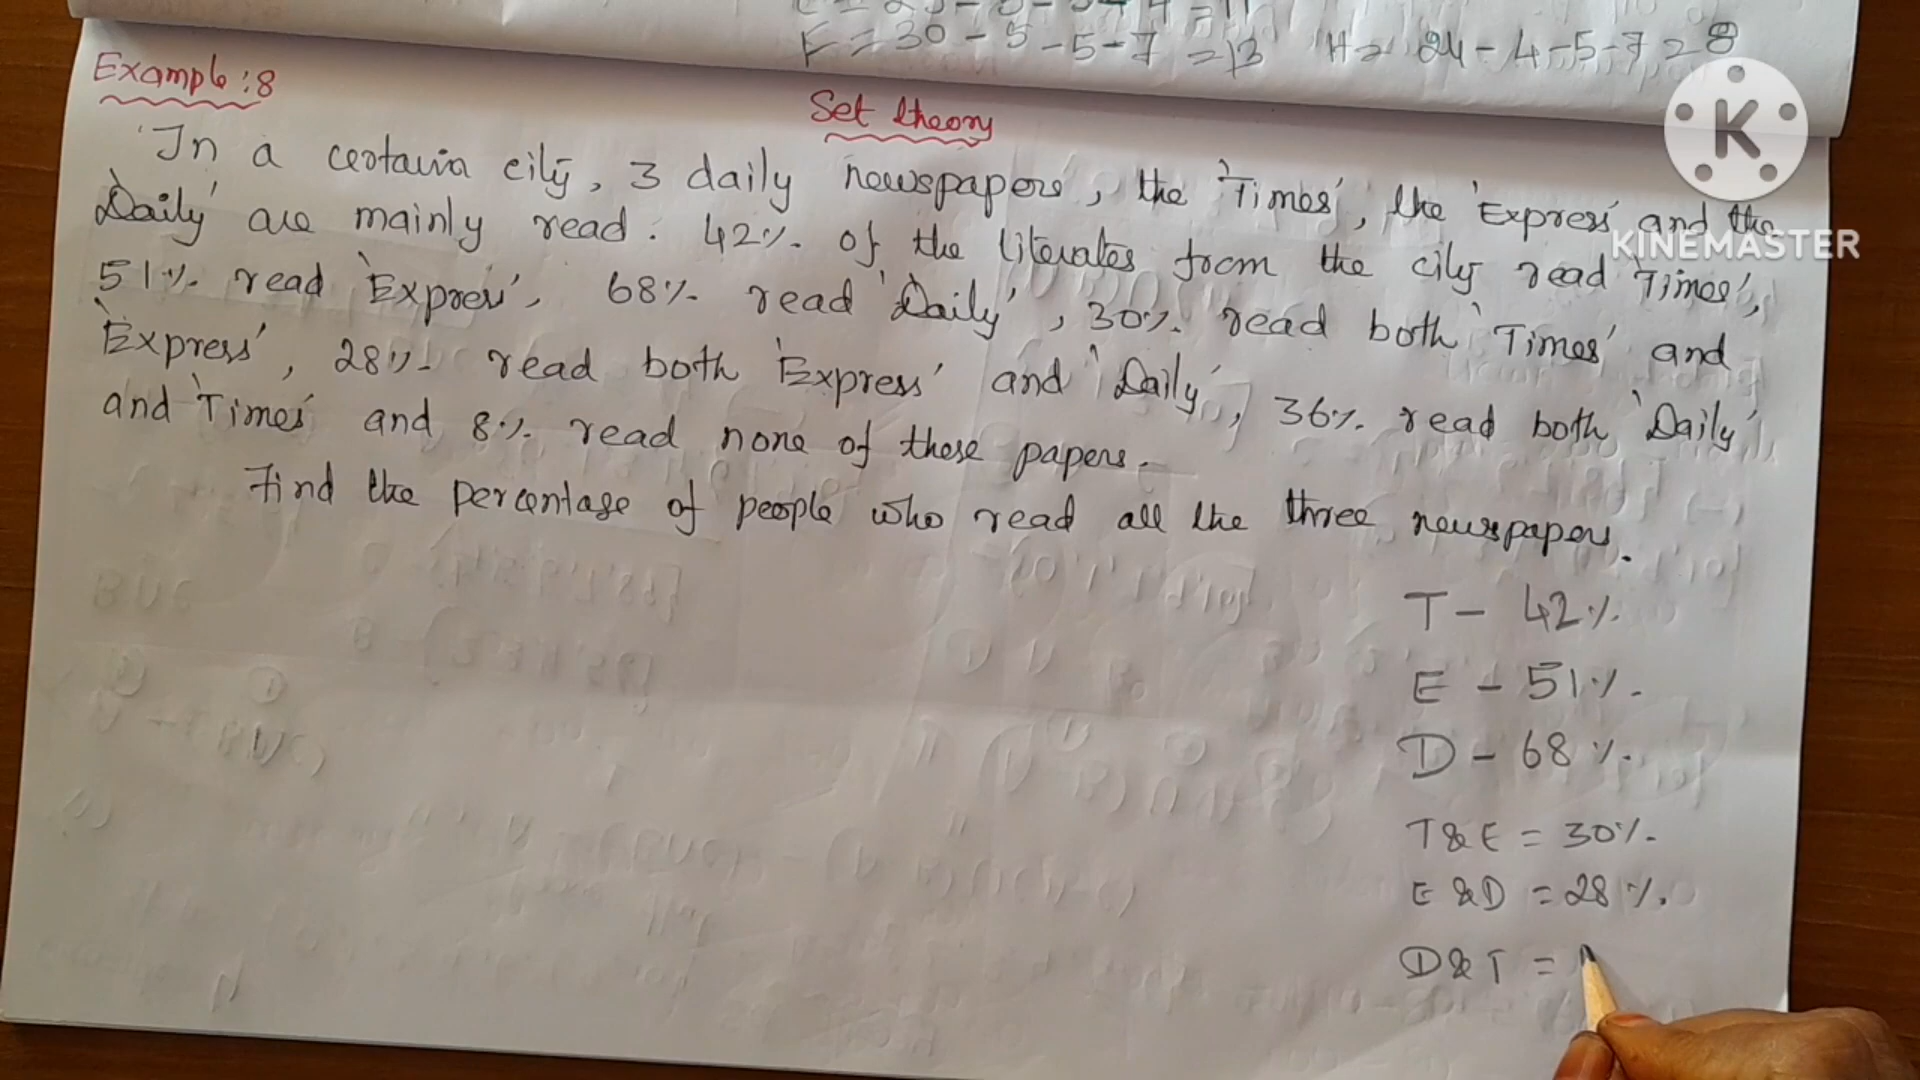 F = 30 - 5 - 5 - 7 = 13 H = 24 - 4 - 5 - 7 = 8
Example : 8
Set theory
In a certain city, 3 daily newspapers, the 'Times', the 'Express' and the
'Daily' are mainly read. 42% of the literates from the city read 'Times',
51% read 'Express', 68% read 'Daily', 30% read both 'Times' and
'Express', 28% read both 'Express' and 'Daily', 36% read both 'Daily'
and 'Times' and 8% read none of these papers.
Find the percentage of people who read all the three newspapers.
T - 42%
E - 51%
D - 68%
T & E = 30%
E & D = 28%
D & T =
K
KINEMASTER